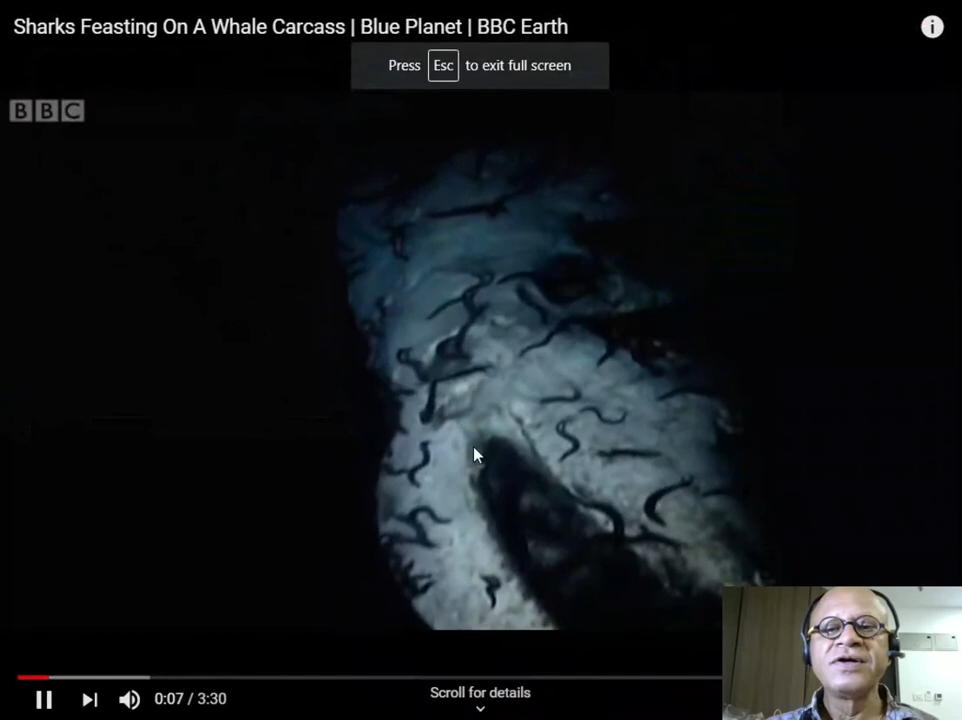 Sharks Feasting On A Whale Carcass | Blue Planet | BBC Earth
Press Esc to exit full screen
BBC
0:07 / 3:30
Scroll for details